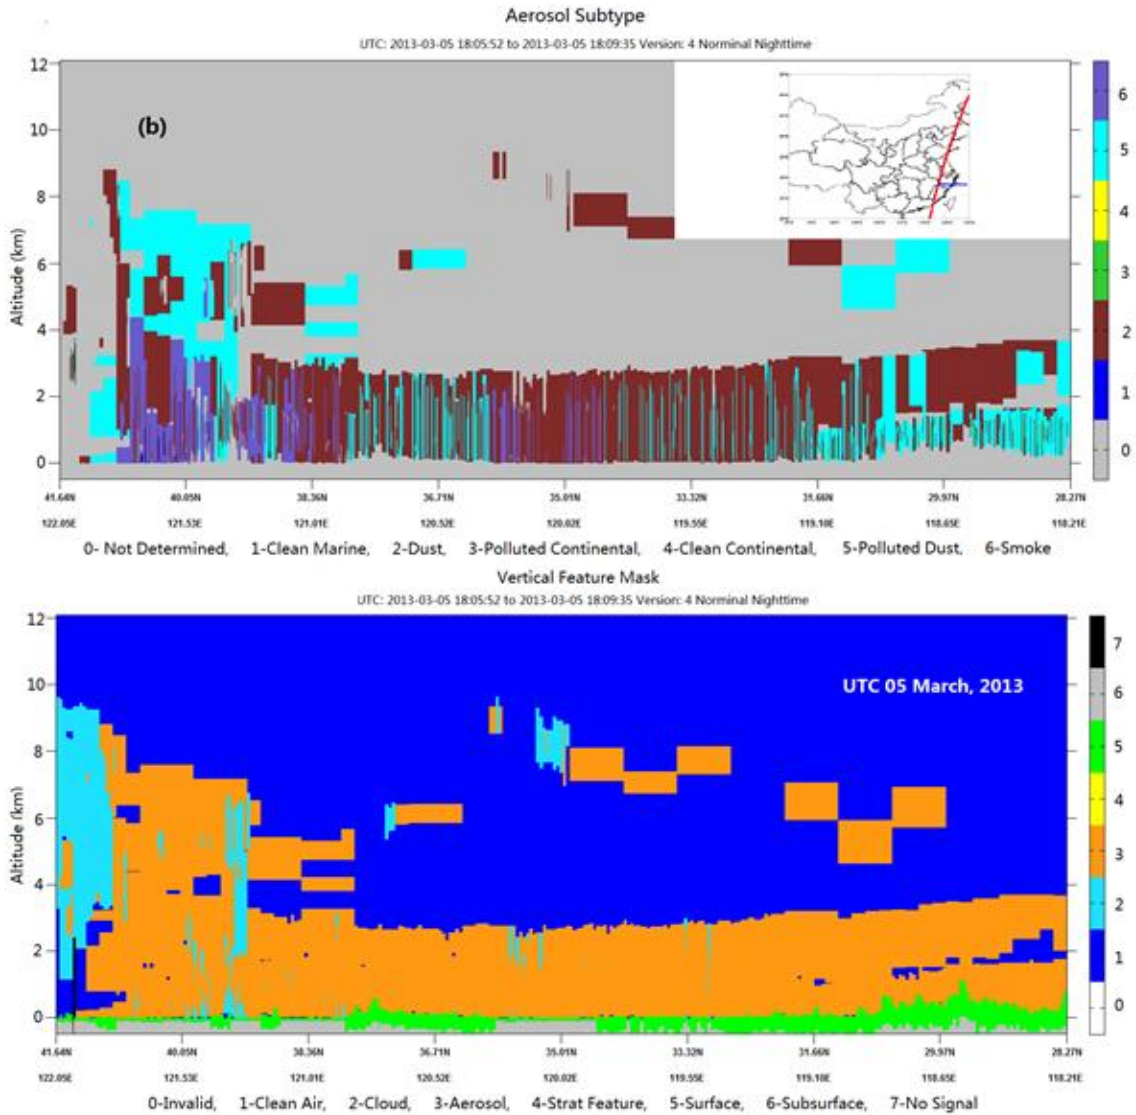 Aerosol Subtype
UTC: 2013-03-05 18:05:52 to 2013-03-05 18:09:35 Version: 4 Norminal Nighttime
(b)
Altitude (km)
12
10
8
6
4
2
0
6
5
4
3
2
1
0
41.64N 40.05N 38.36N 36.71N 35.01N 33.32N 31.66N 29.97N 28.27N
122.05E 121.53E 121.01E 120.52E 120.02E 119.55E 119.10E 118.65E 118.21E
0- Not Determined, 1-Clean Marine, 2-Dust, 3-Polluted Continental, 4-Clean Continental, 5-Polluted Dust, 6-Smoke
Vertical Feature Mask
UTC: 2013-03-05 18:05:52 to 2013-03-05 18:09:35 Version: 4 Norminal Nighttime
UTC 05 March, 2013
Altitude (km)
12
10
8
6
4
2
0
7
6
5
4
3
2
1
0
41.64N 40.05N 38.36N 36.71N 35.01N 33.32N 31.66N 29.97N 28.27N
122.05E 121.53E 121.01E 120.52E 120.02E 119.55E 119.10E 118.65E 118.21E
0-Invalid, 1-Clean Air, 2-Cloud, 3-Aerosol, 4-Strat Feature, 5-Surface, 6-Subsurface, 7-No Signal